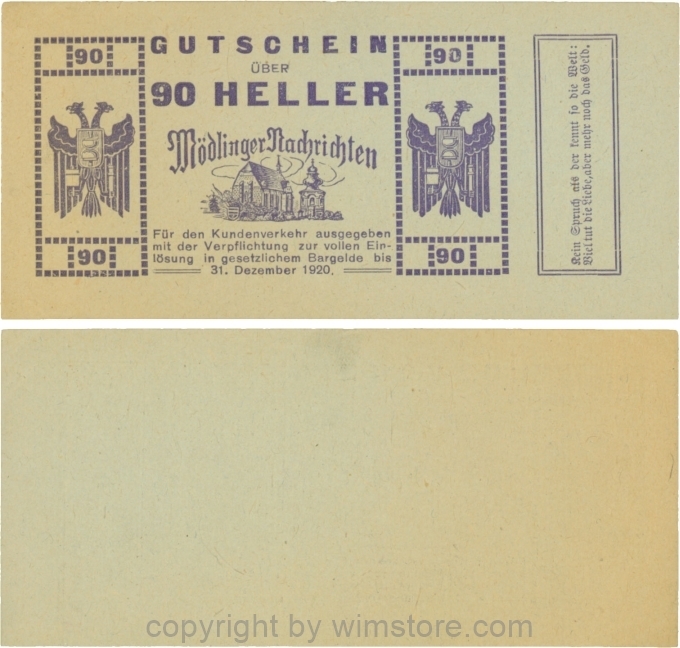 90
GUTSCHEIN
ÜBER
90 HELLER
90
Mödlinger Nachrichten
Für den Kundenverkehr ausgegeben
mit der Verpflichtung zur vollen Ein-
lösung in gesetzlichem Bargelde bis
31. Dezember 1920.
90
90
Kein Spruch als der kennt so die Welt:
Viel tut die Liebe, aber mehr noch das Geld.
copyright by wimstore.com